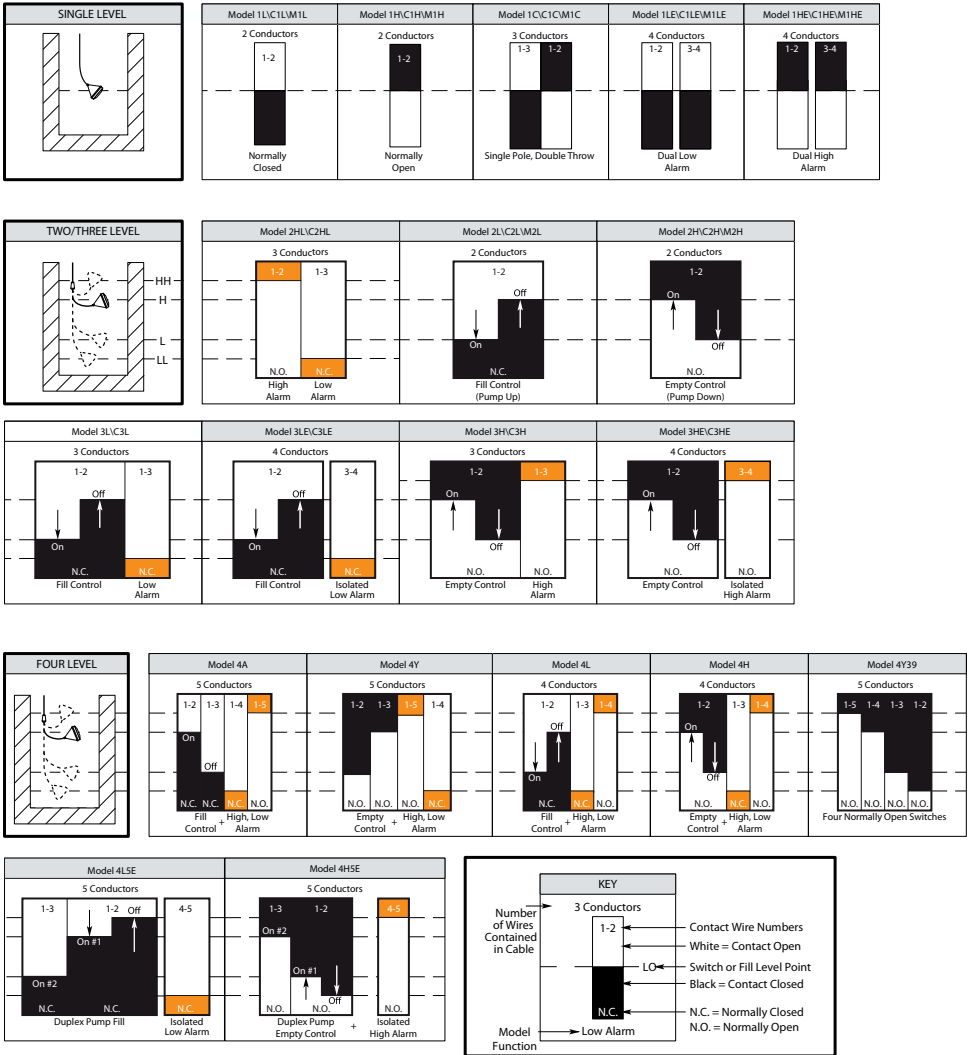 SINGLE LEVEL
Model 1L\C1L\M1L
2 Conductors
1-2
Normally
Closed
Model 1H\C1H\M1H
2 Conductors
1-2
Normally
Open
Model 1C\C1C\M1C
3 Conductors
1-3 1-2
Single Pole, Double Throw
Model 1LE\C1LE\M1LE
4 Conductors
1-2 3-4
Dual Low
Alarm
Model 1HE\C1HE\M1HE
4 Conductors
1-2 3-4
Dual High
Alarm
TWO/THREE LEVEL
HH
H
L
LL
Model 2HL\C2HL
3 Conductors
1-2 1-3
N.O. N.C.
High Low
Alarm Alarm
Model 2L\C2L\M2L
2 Conductors
1-2
Off
On
N.C.
Fill Control
(Pump Up)
Model 2H\C2H\M2H
2 Conductors
1-2
On
Off
N.O.
Empty Control
(Pump Down)
Model 3L\C3L
3 Conductors
1-2 1-3
Off
On
N.C. N.C.
Fill Control Low
Alarm
Model 3LE\C3LE
4 Conductors
1-2 3-4
Off
On
N.C. N.C.
Fill Control Isolated
Low Alarm
Model 3H\C3H
3 Conductors
1-2 1-3
On
Off
N.O. N.O.
Empty Control High
Alarm
Model 3HE\C3HE
4 Conductors
1-2 3-4
On
Off
N.O. N.O.
Empty Control Isolated
High Alarm
FOUR LEVEL
Model 4A
5 Conductors
1-2 1-3 1-4 1-5
On
Off
N.C. N.C. N.C. N.O.
Fill High, Low
Control + Alarm
Model 4Y
5 Conductors
1-2 1-3 1-5 1-4
N.O. N.O. N.O. N.C.
Empty High, Low
Control + Alarm
Model 4L
4 Conductors
1-2 1-3 1-4
Off
On
N.C. N.C. N.O.
Fill High, Low
Control + Alarm
Model 4H
4 Conductors
1-2 1-3 1-4
On
Off
N.O. N.C. N.O.
Empty High, Low
Control + Alarm
Model 4Y39
5 Conductors
1-5 1-4 1-3 1-2
N.O. N.O. N.O. N.O.
Four Normally Open Switches
Model 4L5E
5 Conductors
1-3 1-2 4-5
Off
On #1
On #2
N.C. N.C. N.C.
Duplex Pump Fill Isolated
Low Alarm
Model 4H5E
5 Conductors
1-3 1-2 4-5
On #2
On #1
Off
N.O. N.O. N.O.
Duplex Pump Isolated
Empty Control + High Alarm
KEY
Number
of Wires
Contained
in Cable
3 Conductors
1-2
Contact Wire Numbers
White = Contact Open
LO
Switch or Fill Level Point
Black = Contact Closed
N.C.
N.C. = Normally Closed
N.O. = Normally Open
Model
Function
Low Alarm